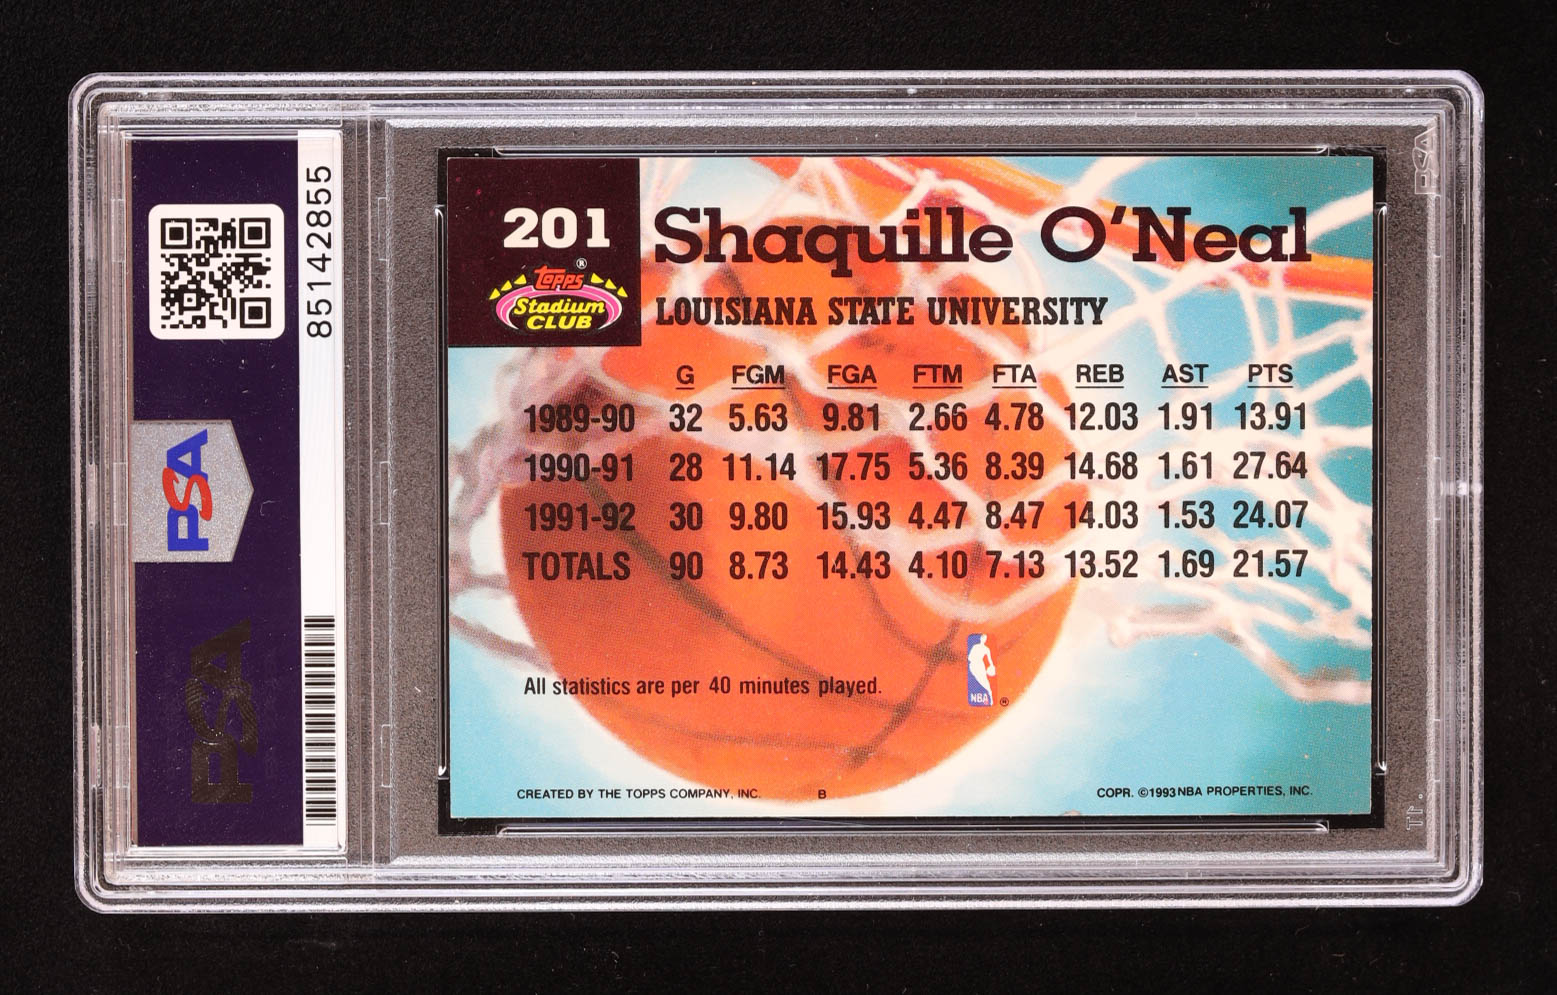 85142855
PSA
PSA
PSA
201
Shaquille O'Neal
Topps ®
Stadium
CLUB
LOUISIANA STATE UNIVERSITY
G FGM FGA FTM FTA REB AST PTS
1989-90 32 5.63 9.81 2.66 4.78 12.03 1.91 13.91
1990-91 28 11.14 17.75 5.36 8.39 14.68 1.61 27.64
1991-92 30 9.80 15.93 4.47 8.47 14.03 1.53 24.07
TOTALS 90 8.73 14.43 4.10 7.13 13.52 1.69 21.57
All statistics are per 40 minutes played.
NBA ®
CREATED BY THE TOPPS COMPANY, INC. B COPR. ©1993 NBA PROPERTIES, INC.